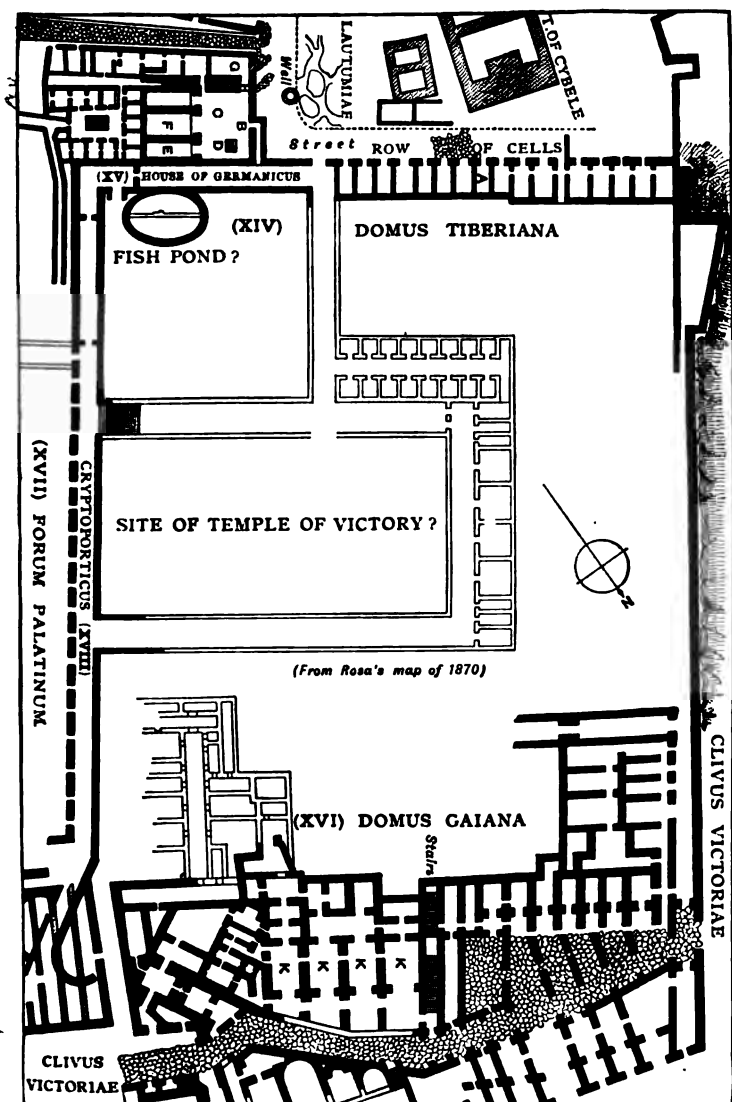 LAUTUMIAE
T. OF CYBELE
Well
C
B
C
D
F
E
Street
ROW OF CELLS
A
(XV) HOUSE OF GERMANICUS
(XIV)
DOMUS TIBERIANA
FISH POND?
(XVII) FORUM PALATINUM
CRYPTOPORTICUS (XVIII)
SITE OF TEMPLE OF VICTORY?
N
(From Rosa's map of 1870)
(XVI) DOMUS GAIANA
Stairs
CLIVUS VICTORIAE
K
K
K
K
CLIVUS
VICTORIAE